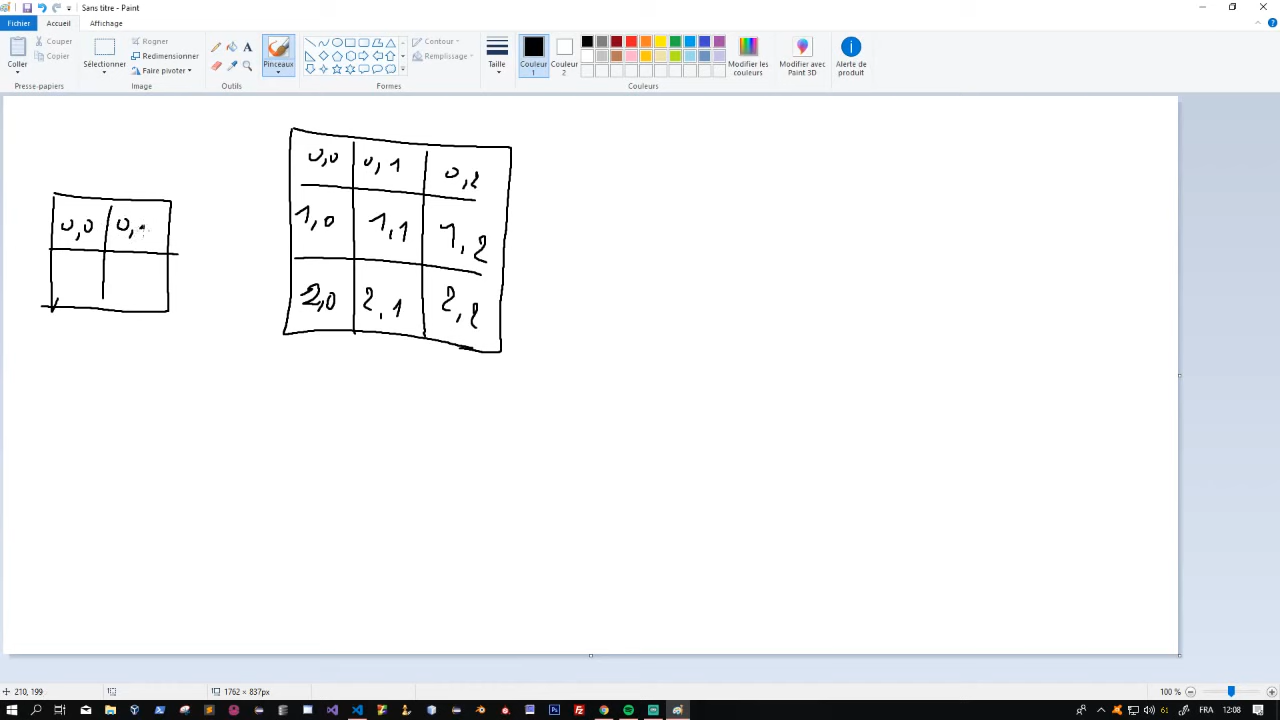 Sans titre - Paint
Fichier Accueil Affichage
Coller
Couper
Copier
Presse-papiers
Sélectionner
Rogner
Redimensionner
Faire pivoter
Image
A
Outils
Pinceaux
Contour
Remplissage
Formes
Taille
Couleur 1
Couleur 2
Modifier les couleurs
Couleurs
Modifier avec Paint 3D
Alerte de produit
0,0 0,1 0,2
1,0 1,1 1,2
2,0 2,1 2,2
0,0 0,
210, 199 1762 × 837px 100 %
61 FRA 12:08